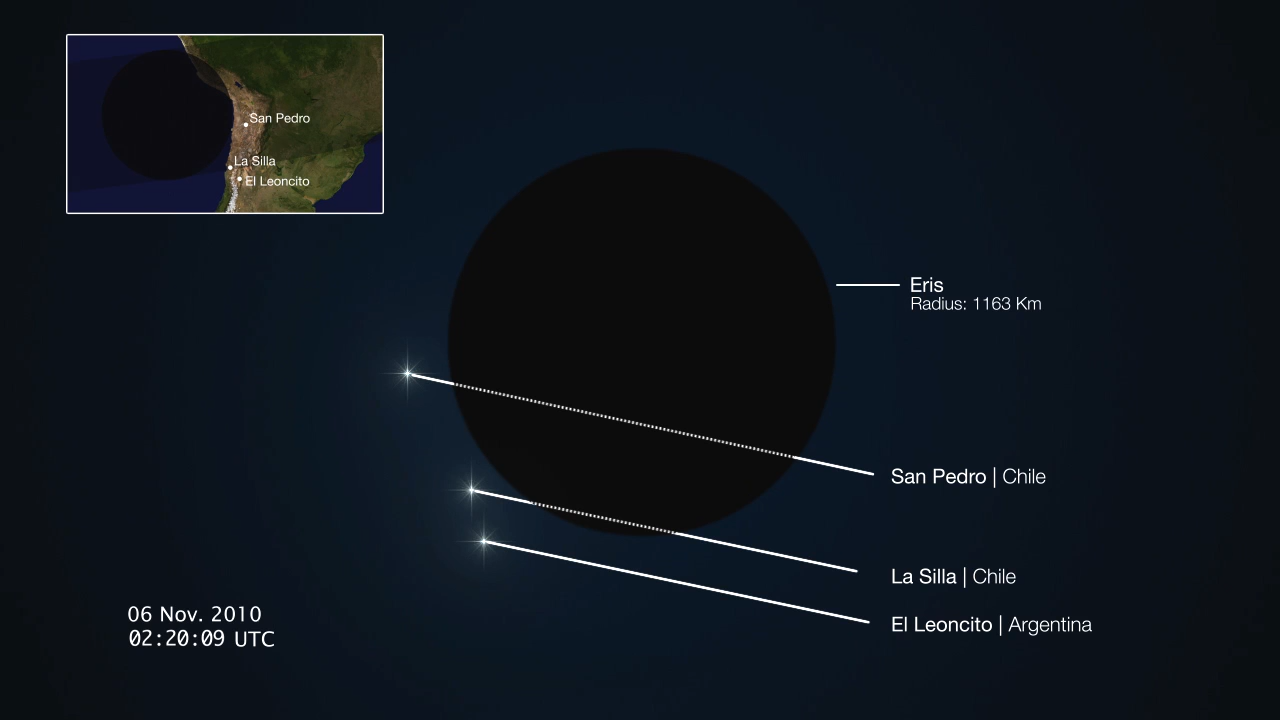 San Pedro
La Silla
El Leoncito
Eris
Radius: 1163 Km
San Pedro | Chile
La Silla | Chile
El Leoncito | Argentina
06 Nov. 2010
02:20:09 UTC